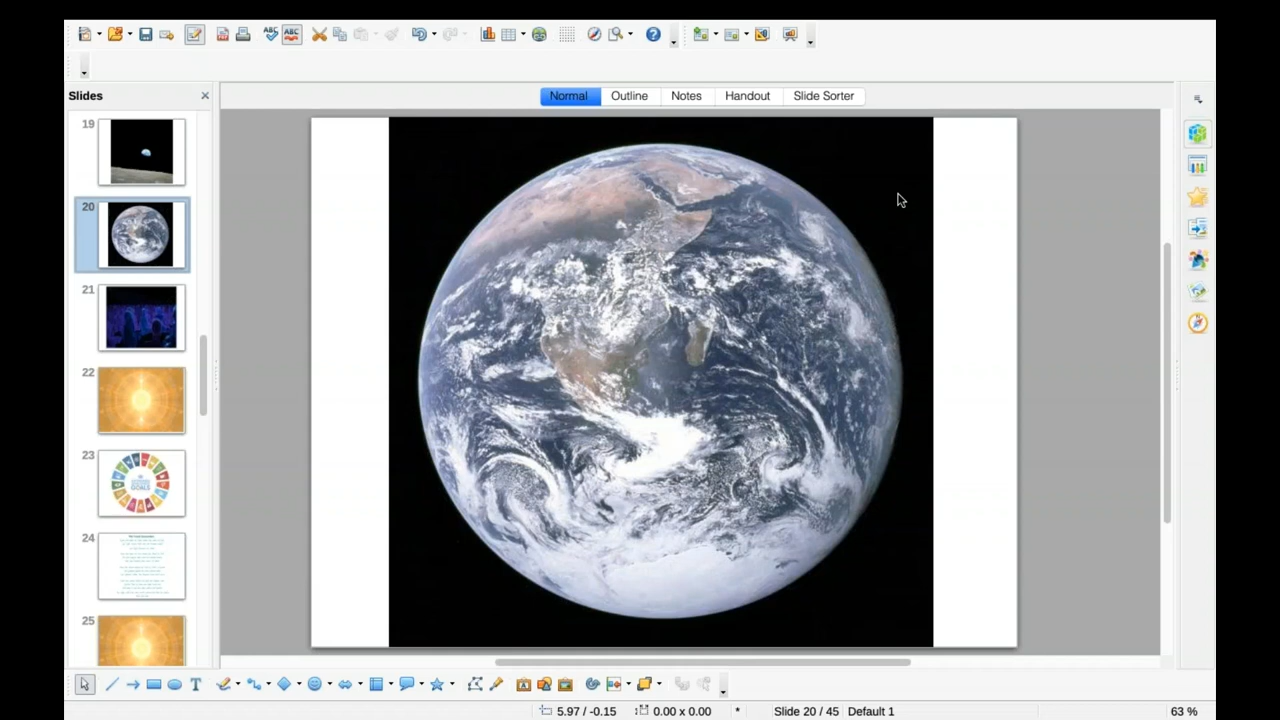 Slides
Normal
Outline
Notes
Handout
Slide Sorter
19
20
21
22
23
GOALS
24
25
5.97 / -0.15
0.00 x 0.00
*
Slide 20 / 45
Default 1
63 %